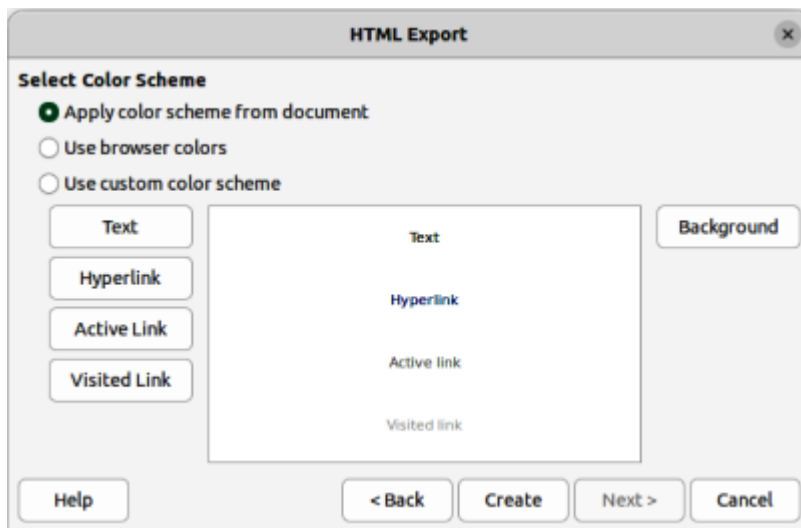 HTML Export
Select Color Scheme
Apply color scheme from document
Use browser colors
Use custom color scheme
Text
Hyperlink
Active Link
Visited Link
Text
Hyperlink
Active link
Visited link
Background
Help
< Back
Create
Next >
Cancel